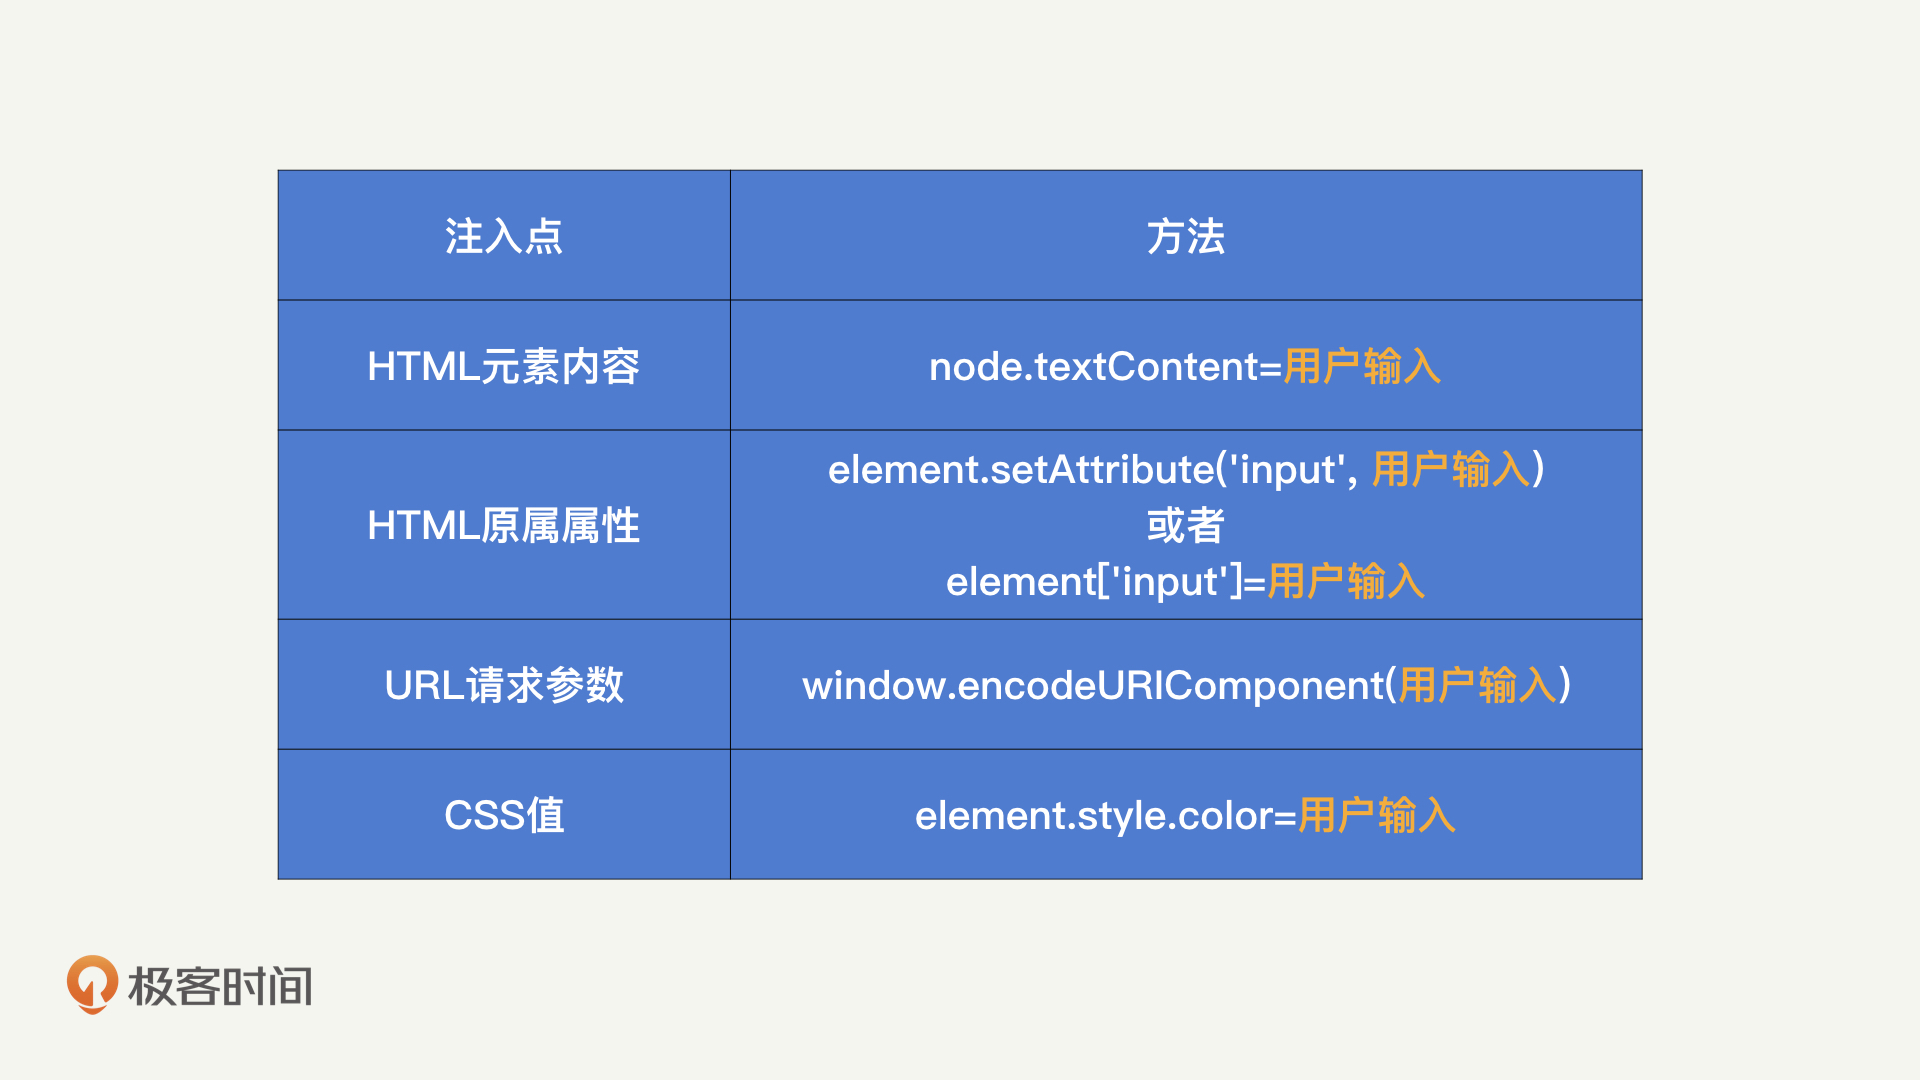 注入点
方法
HTML元素内容
node.textContent=用户输入
HTML原属属性
element.setAttribute('input', 用户输入)
或者
element['input']=用户输入
URL请求参数
window.encodeURIComponent(用户输入)
CSS值
element.style.color=用户输入
极客时间